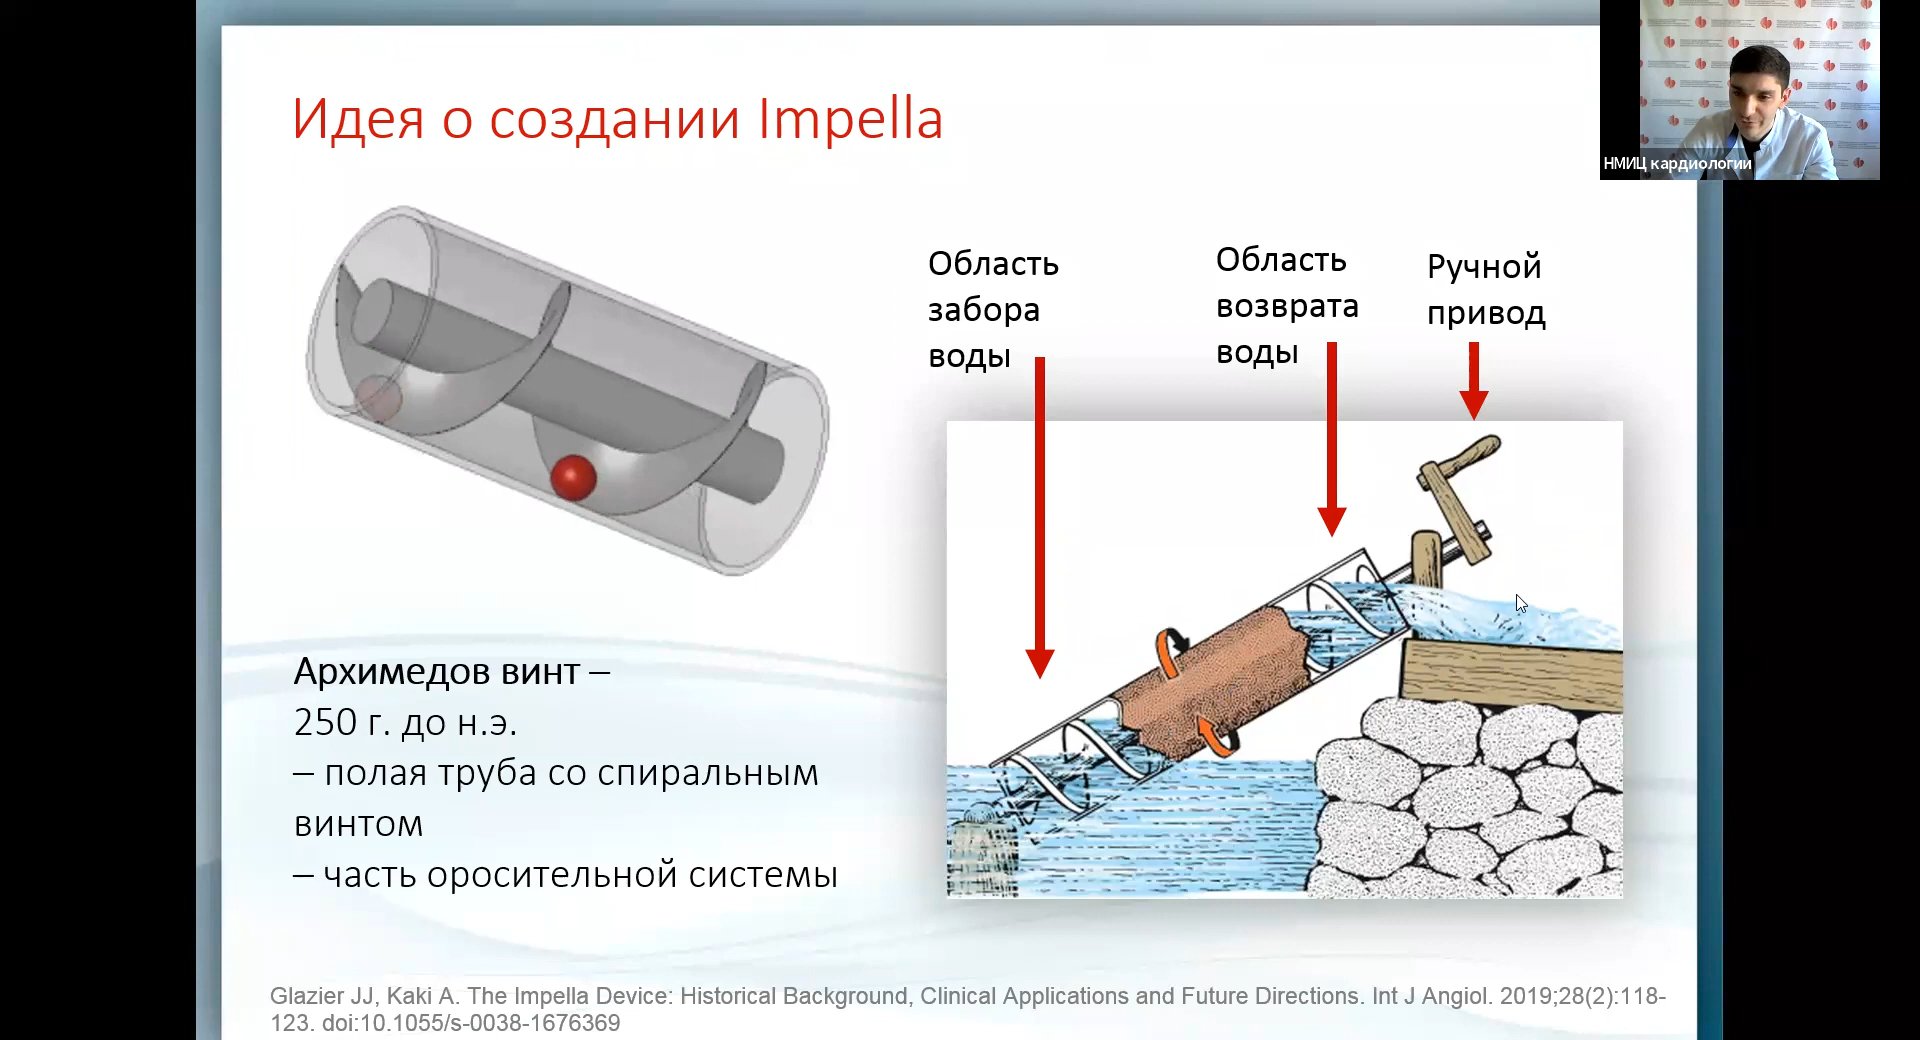 Идея о создании Impella
НМИЦ кардиологии
Область
забора
воды
Область
возврата
воды
Ручной
привод
Архимедов винт –
250 г. до н.э.
– полая труба со спиральным
винтом
– часть оросительной системы
Glazier JJ, Kaki A. The Impella Device: Historical Background, Clinical Applications and Future Directions. Int J Angiol. 2019;28(2):118-
123. doi:10.1055/s-0038-1676369